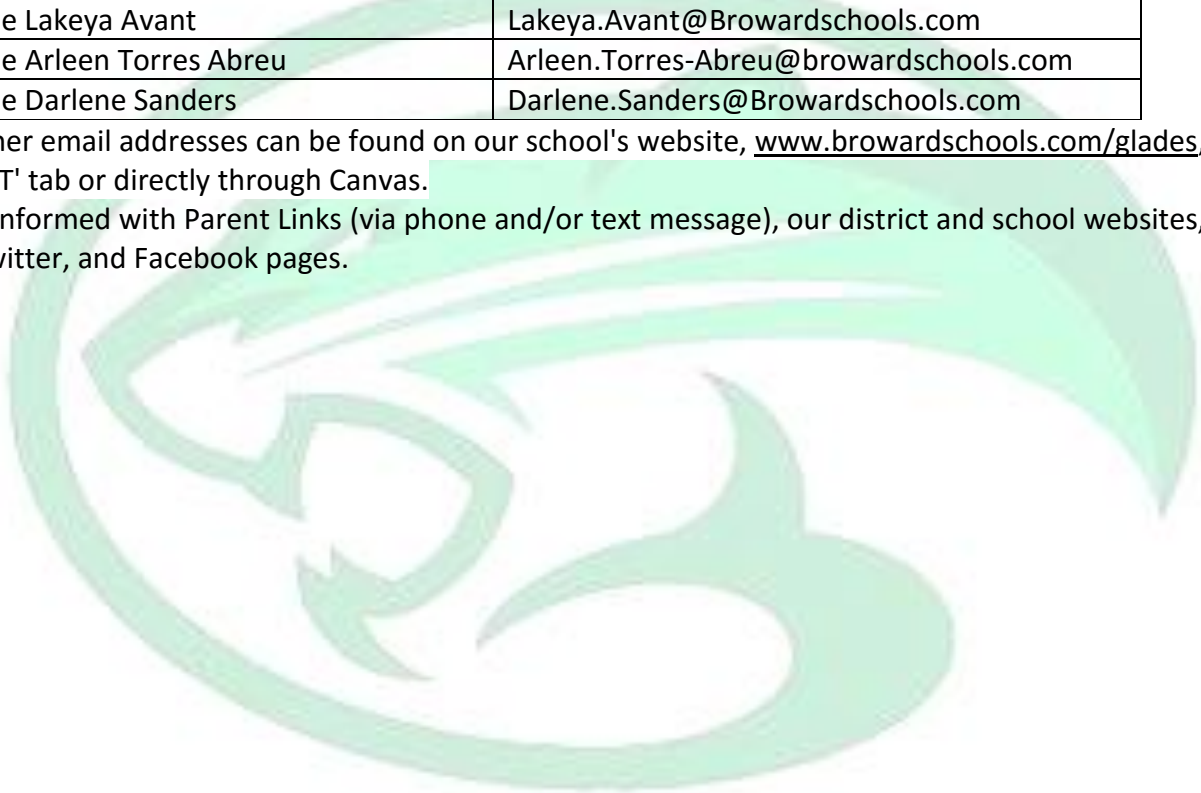 e Lakeya Avant Lakeya.Avant@Browardschools.com
e Arleen Torres Abreu Arleen.Torres-Abreu@browardschools.com
e Darlene Sanders Darlene.Sanders@Browardschools.com
ner email addresses can be found on our school's website, www.browardschools.com/glades,
T' tab or directly through Canvas.
nformed with Parent Links (via phone and/or text message), our district and school websites,
witter, and Facebook pages.